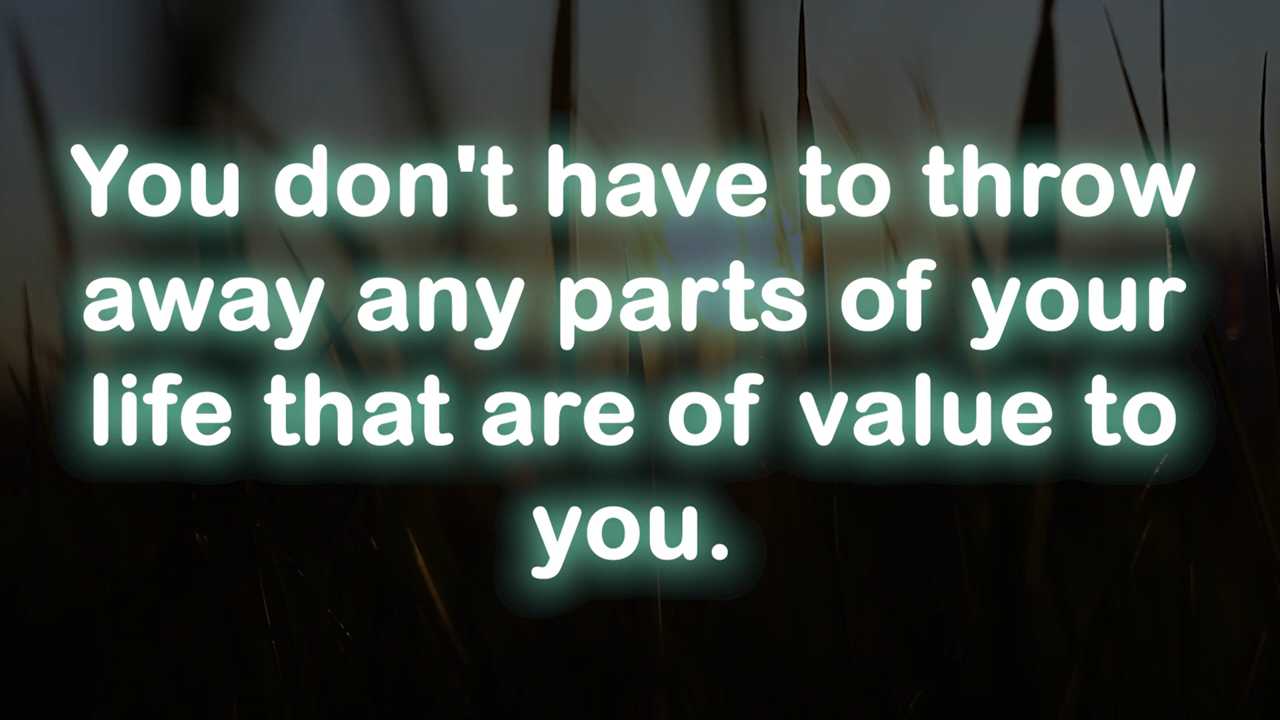 You don't have to throw
away any parts of your
life that are of value to
you.